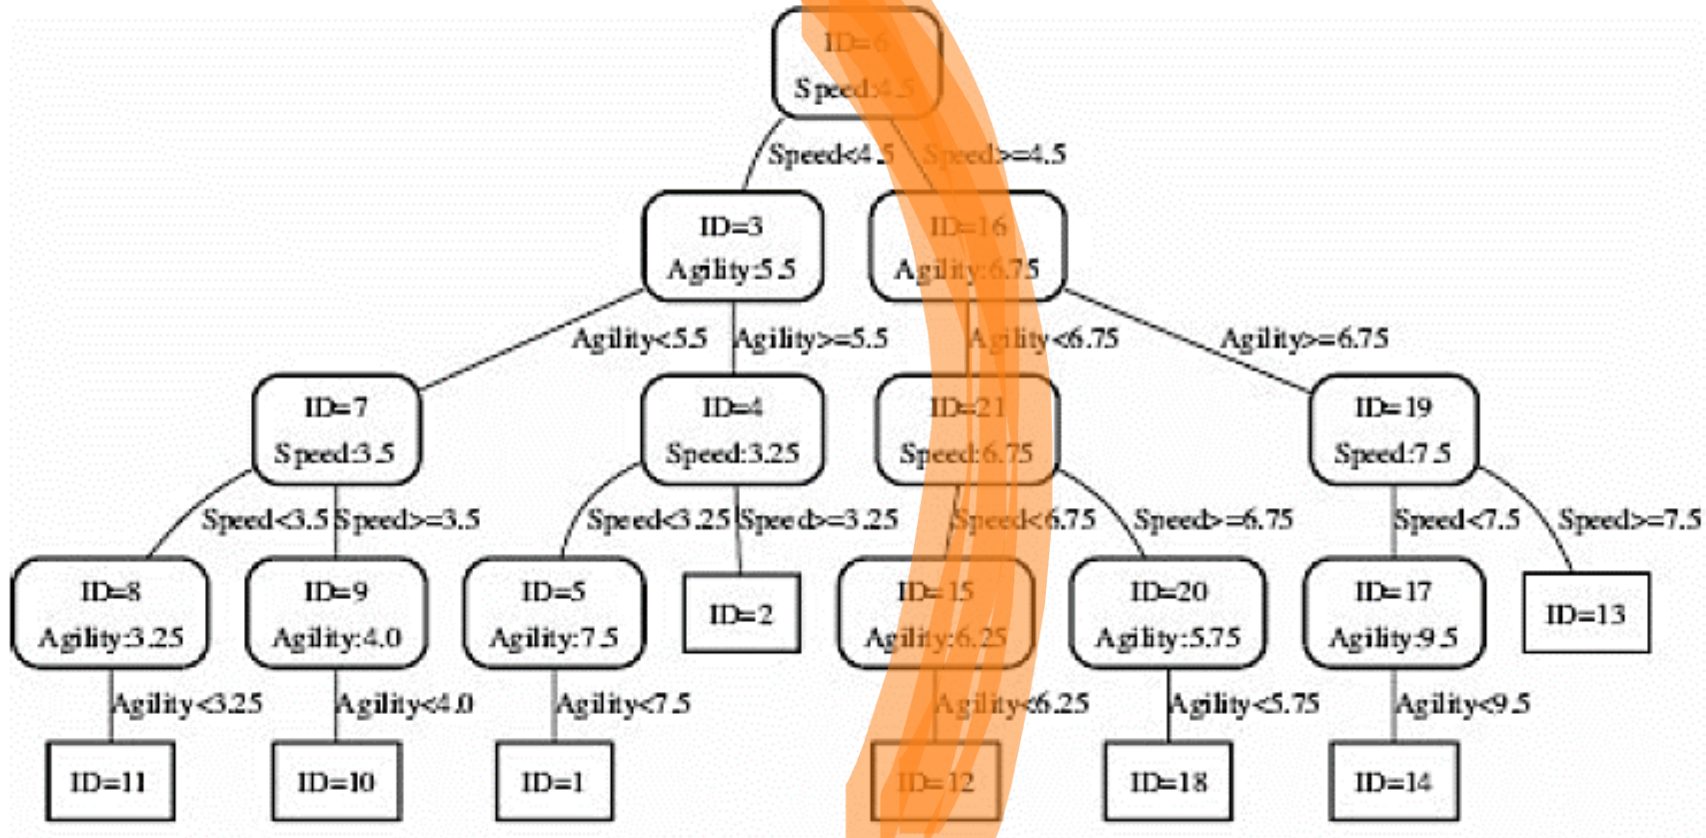 ID=6
Speed:4.5
Speed<4.5 Speed>=4.5
ID=3 ID=16
Agility:5.5 Agility:6.75
Agility<5.5 Agility>=5.5 Agility<6.75 Agility>=6.75
ID=7 ID=4 ID=21 ID=19
Speed:3.5 Speed:3.25 Speed:6.75 Speed:7.5
Speed<3.5 Speed>=3.5 Speed<3.25 Speed>=3.25 Speed<6.75 Speed>=6.75 Speed<7.5 Speed>=7.5
ID=8 ID=9 ID=5 ID=2 ID=15 ID=20 ID=17 ID=13
Agility:3.25 Agility:4.0 Agility:7.5 Agility:6.25 Agility:5.75 Agility:9.5
Agility<3.25 Agility<4.0 Agility<7.5 Agility<6.25 Agility<5.75 Agility<9.5
ID=11 ID=10 ID=1 ID=12 ID=18 ID=14